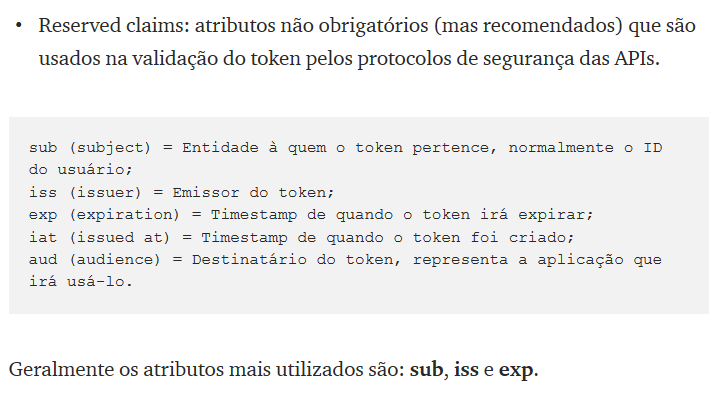 • Reserved claims: atributos não obrigatórios (mas recomendados) que são
usados na validação do token pelos protocolos de segurança das APIs.
sub (subject) = Entidade à quem o token pertence, normalmente o ID
do usuário;
iss (issuer) = Emissor do token;
exp (expiration) = Timestamp de quando o token irá expirar;
iat (issued at) = Timestamp de quando o token foi criado;
aud (audience) = Destinatário do token, representa a aplicação que
irá usá-lo.
Geralmente os atributos mais utilizados são: sub, iss e exp.